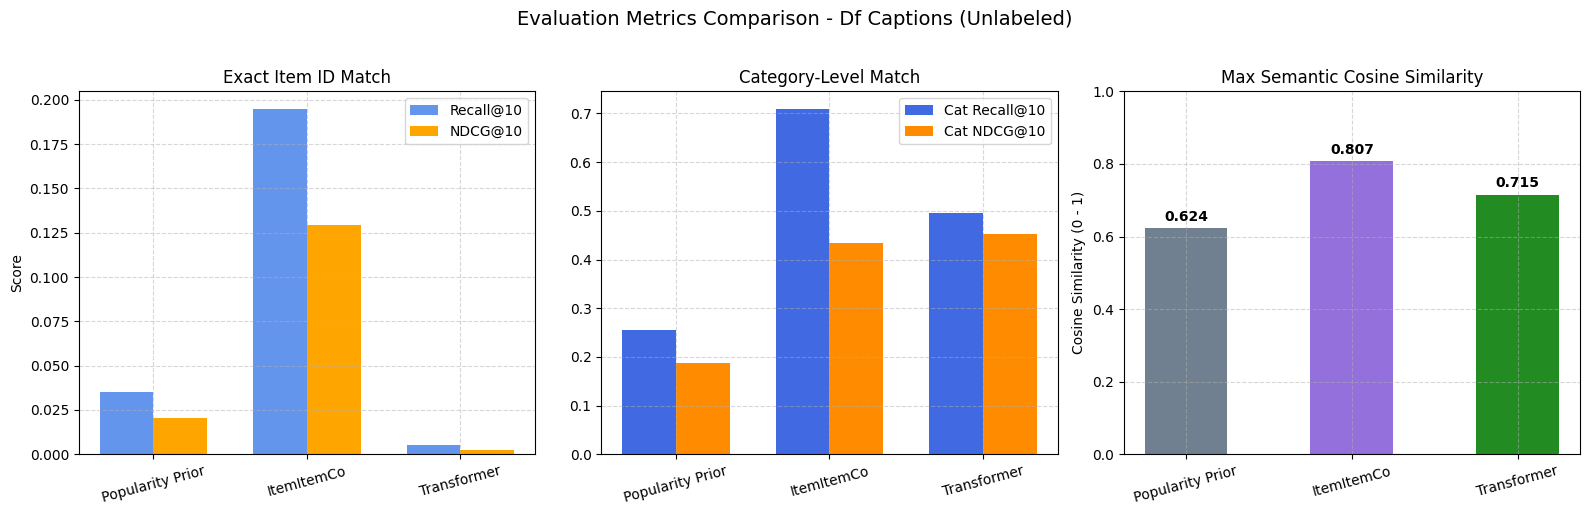 Evaluation Metrics Comparison - Df Captions (Unlabeled)
Exact Item ID Match
Score
0.200
0.175
0.150
0.125
0.100
0.075
0.050
0.025
0.000
Recall@10
NDCG@10
Popularity Prior
ItemItemCo
Transformer
Category-Level Match
0.7
0.6
0.5
0.4
0.3
0.2
0.1
0.0
Cat Recall@10
Cat NDCG@10
Popularity Prior
ItemItemCo
Transformer
Max Semantic Cosine Similarity
Cosine Similarity (0 - 1)
1.0
0.8
0.6
0.4
0.2
0.0
0.624
0.807
0.715
Popularity Prior
ItemItemCo
Transformer